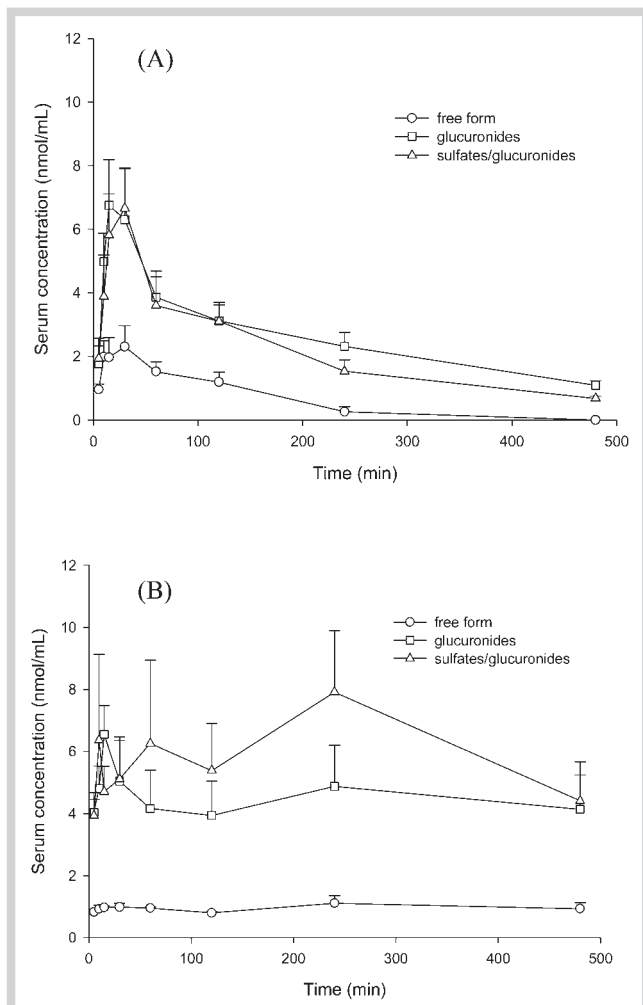 (A)
12
10
8
6
4
2
0
Serum concentration (nmol/mL)
free form
glucuronides
sulfates/glucuronides
0 100 200 300 400 500
Time (min)
(B)
12
10
8
6
4
2
0
Serum concentration (nmol/mL)
free form
glucuronides
sulfates/glucuronides
0 100 200 300 400 500
Time (min)